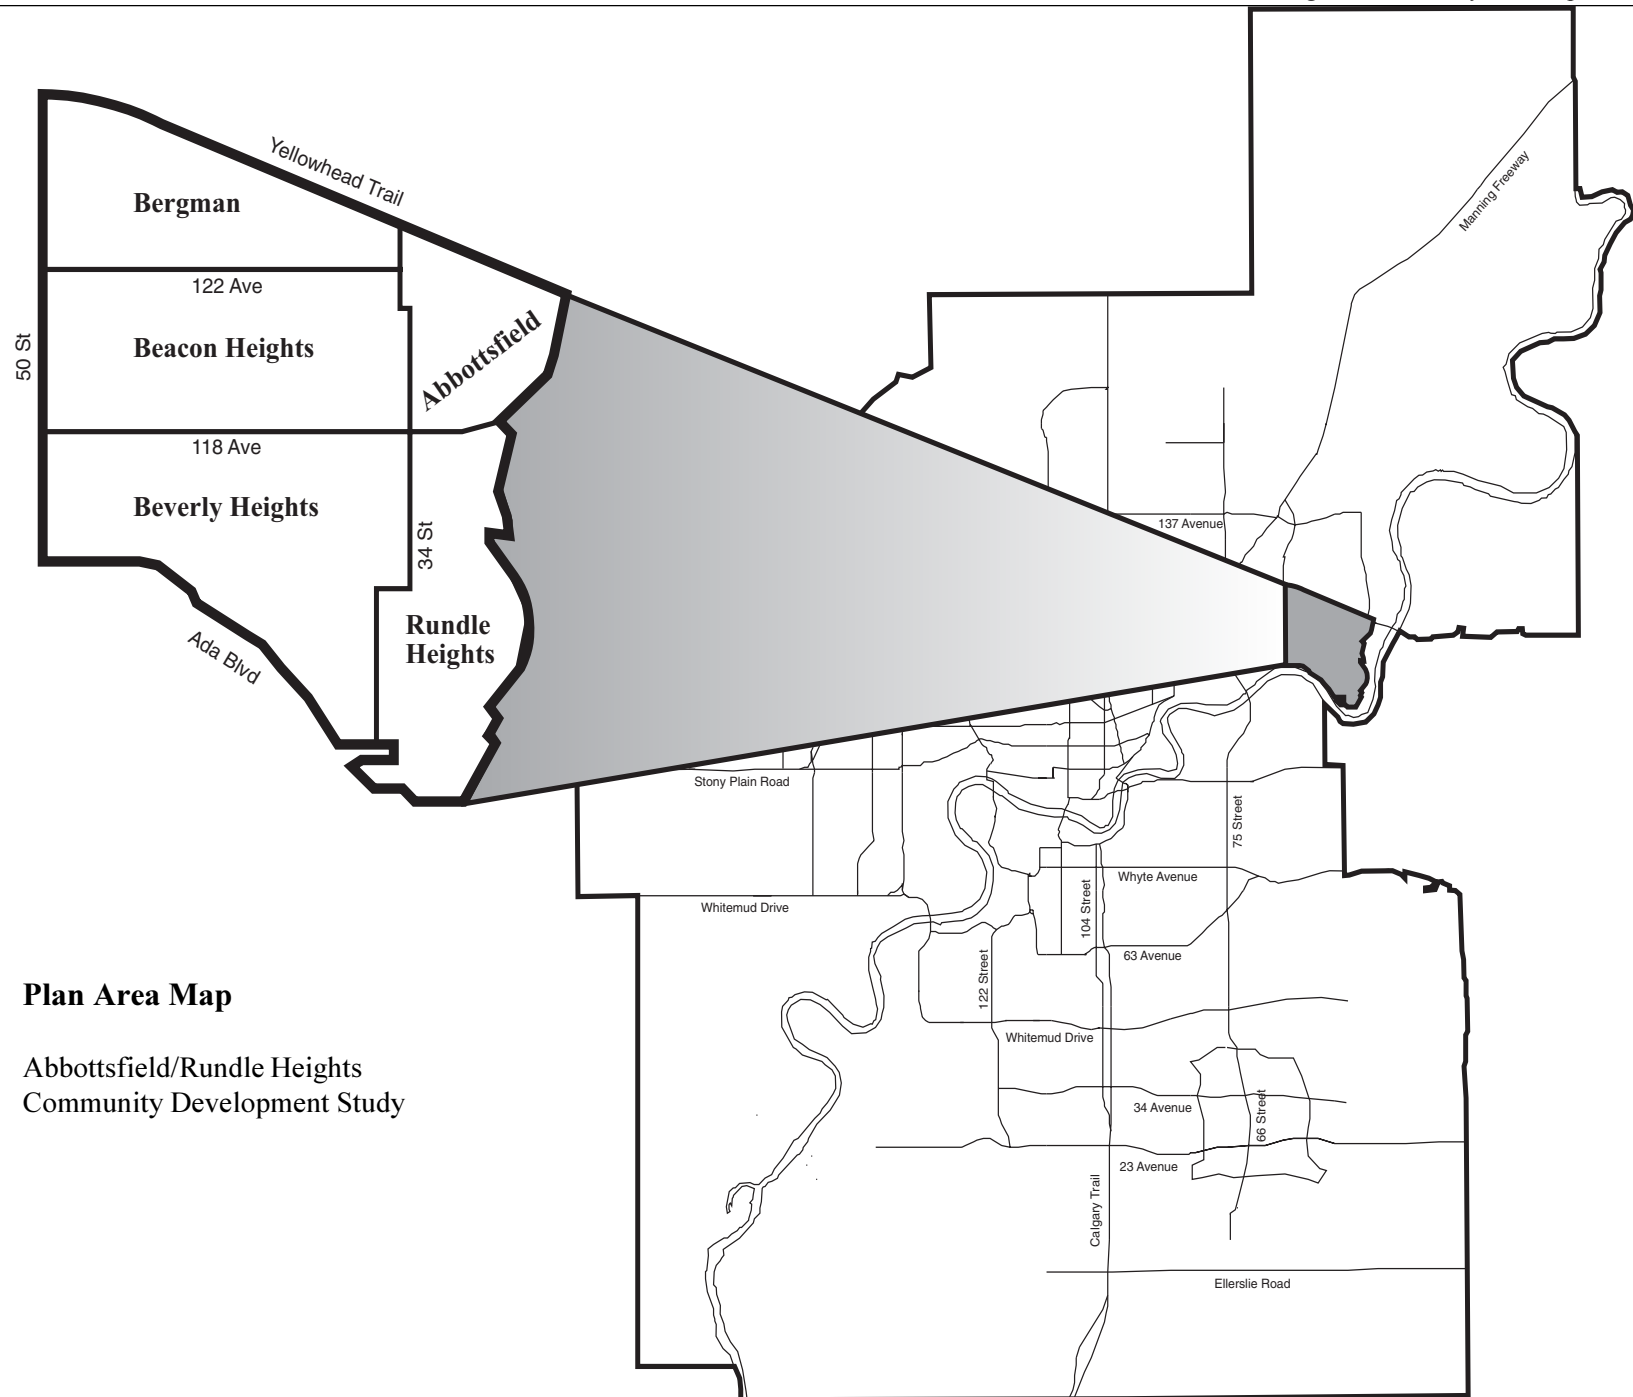 Manning Freeway
Yellowhead Trail
Bergman
122 Ave
Abbottsfield
50 St
Beacon Heights
118 Ave
Beverly Heights
34 St
137 Avenue
Rundle
Heights
Ada Blvd
Stony Plain Road
75 Street
Whyte Avenue
104 Street
Whitemud Drive
63 Avenue
122 Street
Plan Area Map
Whitemud Drive
Abbottsfield/Rundle Heights
Community Development Study
34 Avenue
66 Street
23 Avenue
Calgary Trail
Ellerslie Road